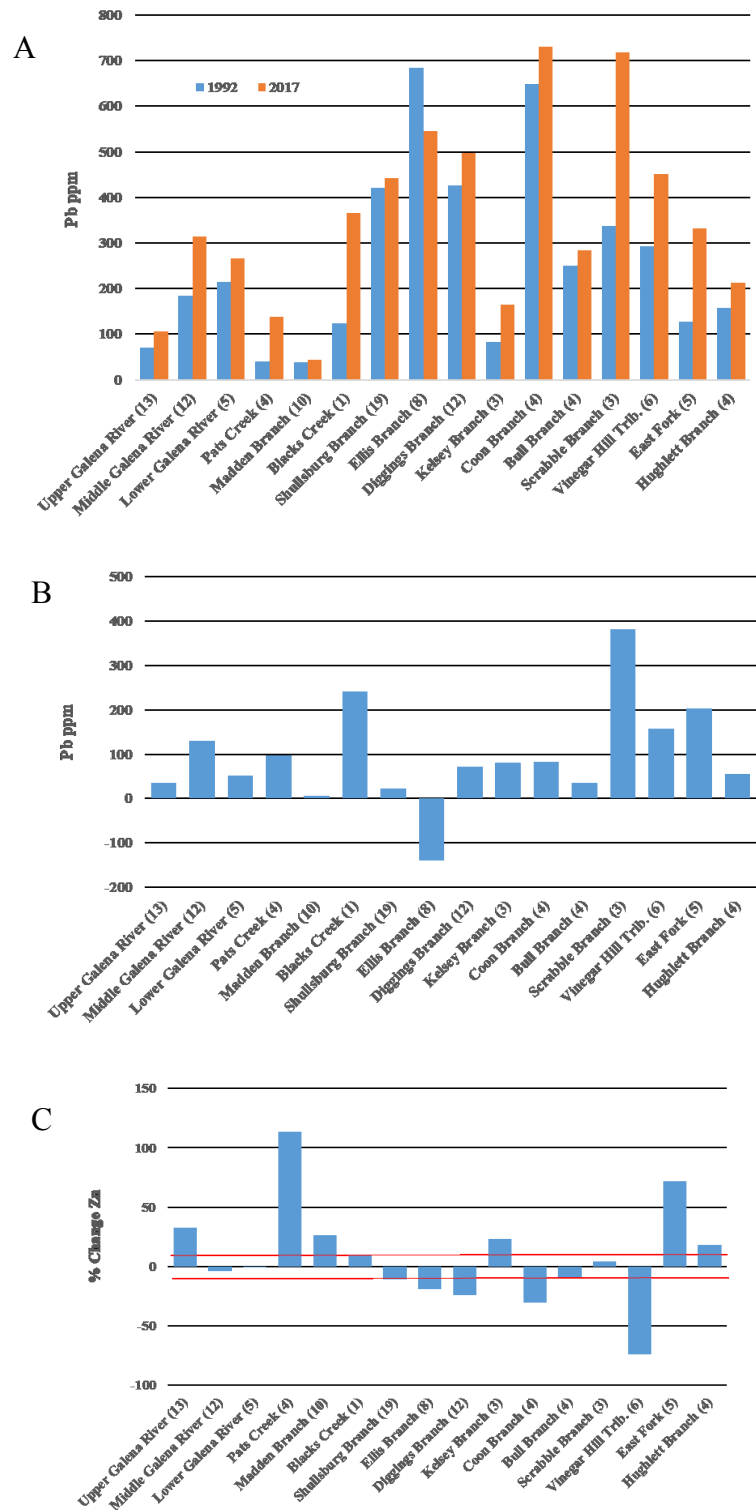 A
800
700
600
500
400
300
200
100
0
Pb ppm
1992 2017
Upper Galena River (13)
Middle Galena River (12)
Lower Galena River (5)
Pats Creek (4)
Madden Branch (10)
Blacks Creek (1)
Shullsburg Branch (19)
Ellis Branch (8)
Diggings Branch (12)
Kelsey Branch (3)
Coon Branch (4)
Bull Branch (4)
Scrabble Branch (3)
Vinegar Hill Trib. (6)
East Fork (5)
Hughlett Branch (4)
B
500
400
300
200
100
0
-100
-200
Pb ppm
Upper Galena River (13)
Middle Galena River (12)
Lower Galena River (5)
Pats Creek (4)
Madden Branch (10)
Blacks Creek (1)
Shullsburg Branch (19)
Ellis Branch (8)
Diggings Branch (12)
Kelsey Branch (3)
Coon Branch (4)
Bull Branch (4)
Scrabble Branch (3)
Vinegar Hill Trib. (6)
East Fork (5)
Hughlett Branch (4)
C
150
100
50
0
-50
-100
% Change Zn
Upper Galena River (13)
Middle Galena River (12)
Lower Galena River (5)
Pats Creek (4)
Madden Branch (10)
Blacks Creek (1)
Shullsburg Branch (19)
Ellis Branch (8)
Diggings Branch (12)
Kelsey Branch (3)
Coon Branch (4)
Bull Branch (4)
Scrabble Branch (3)
Vinegar Hill Trib. (6)
East Fork (5)
Hughlett Branch (4)